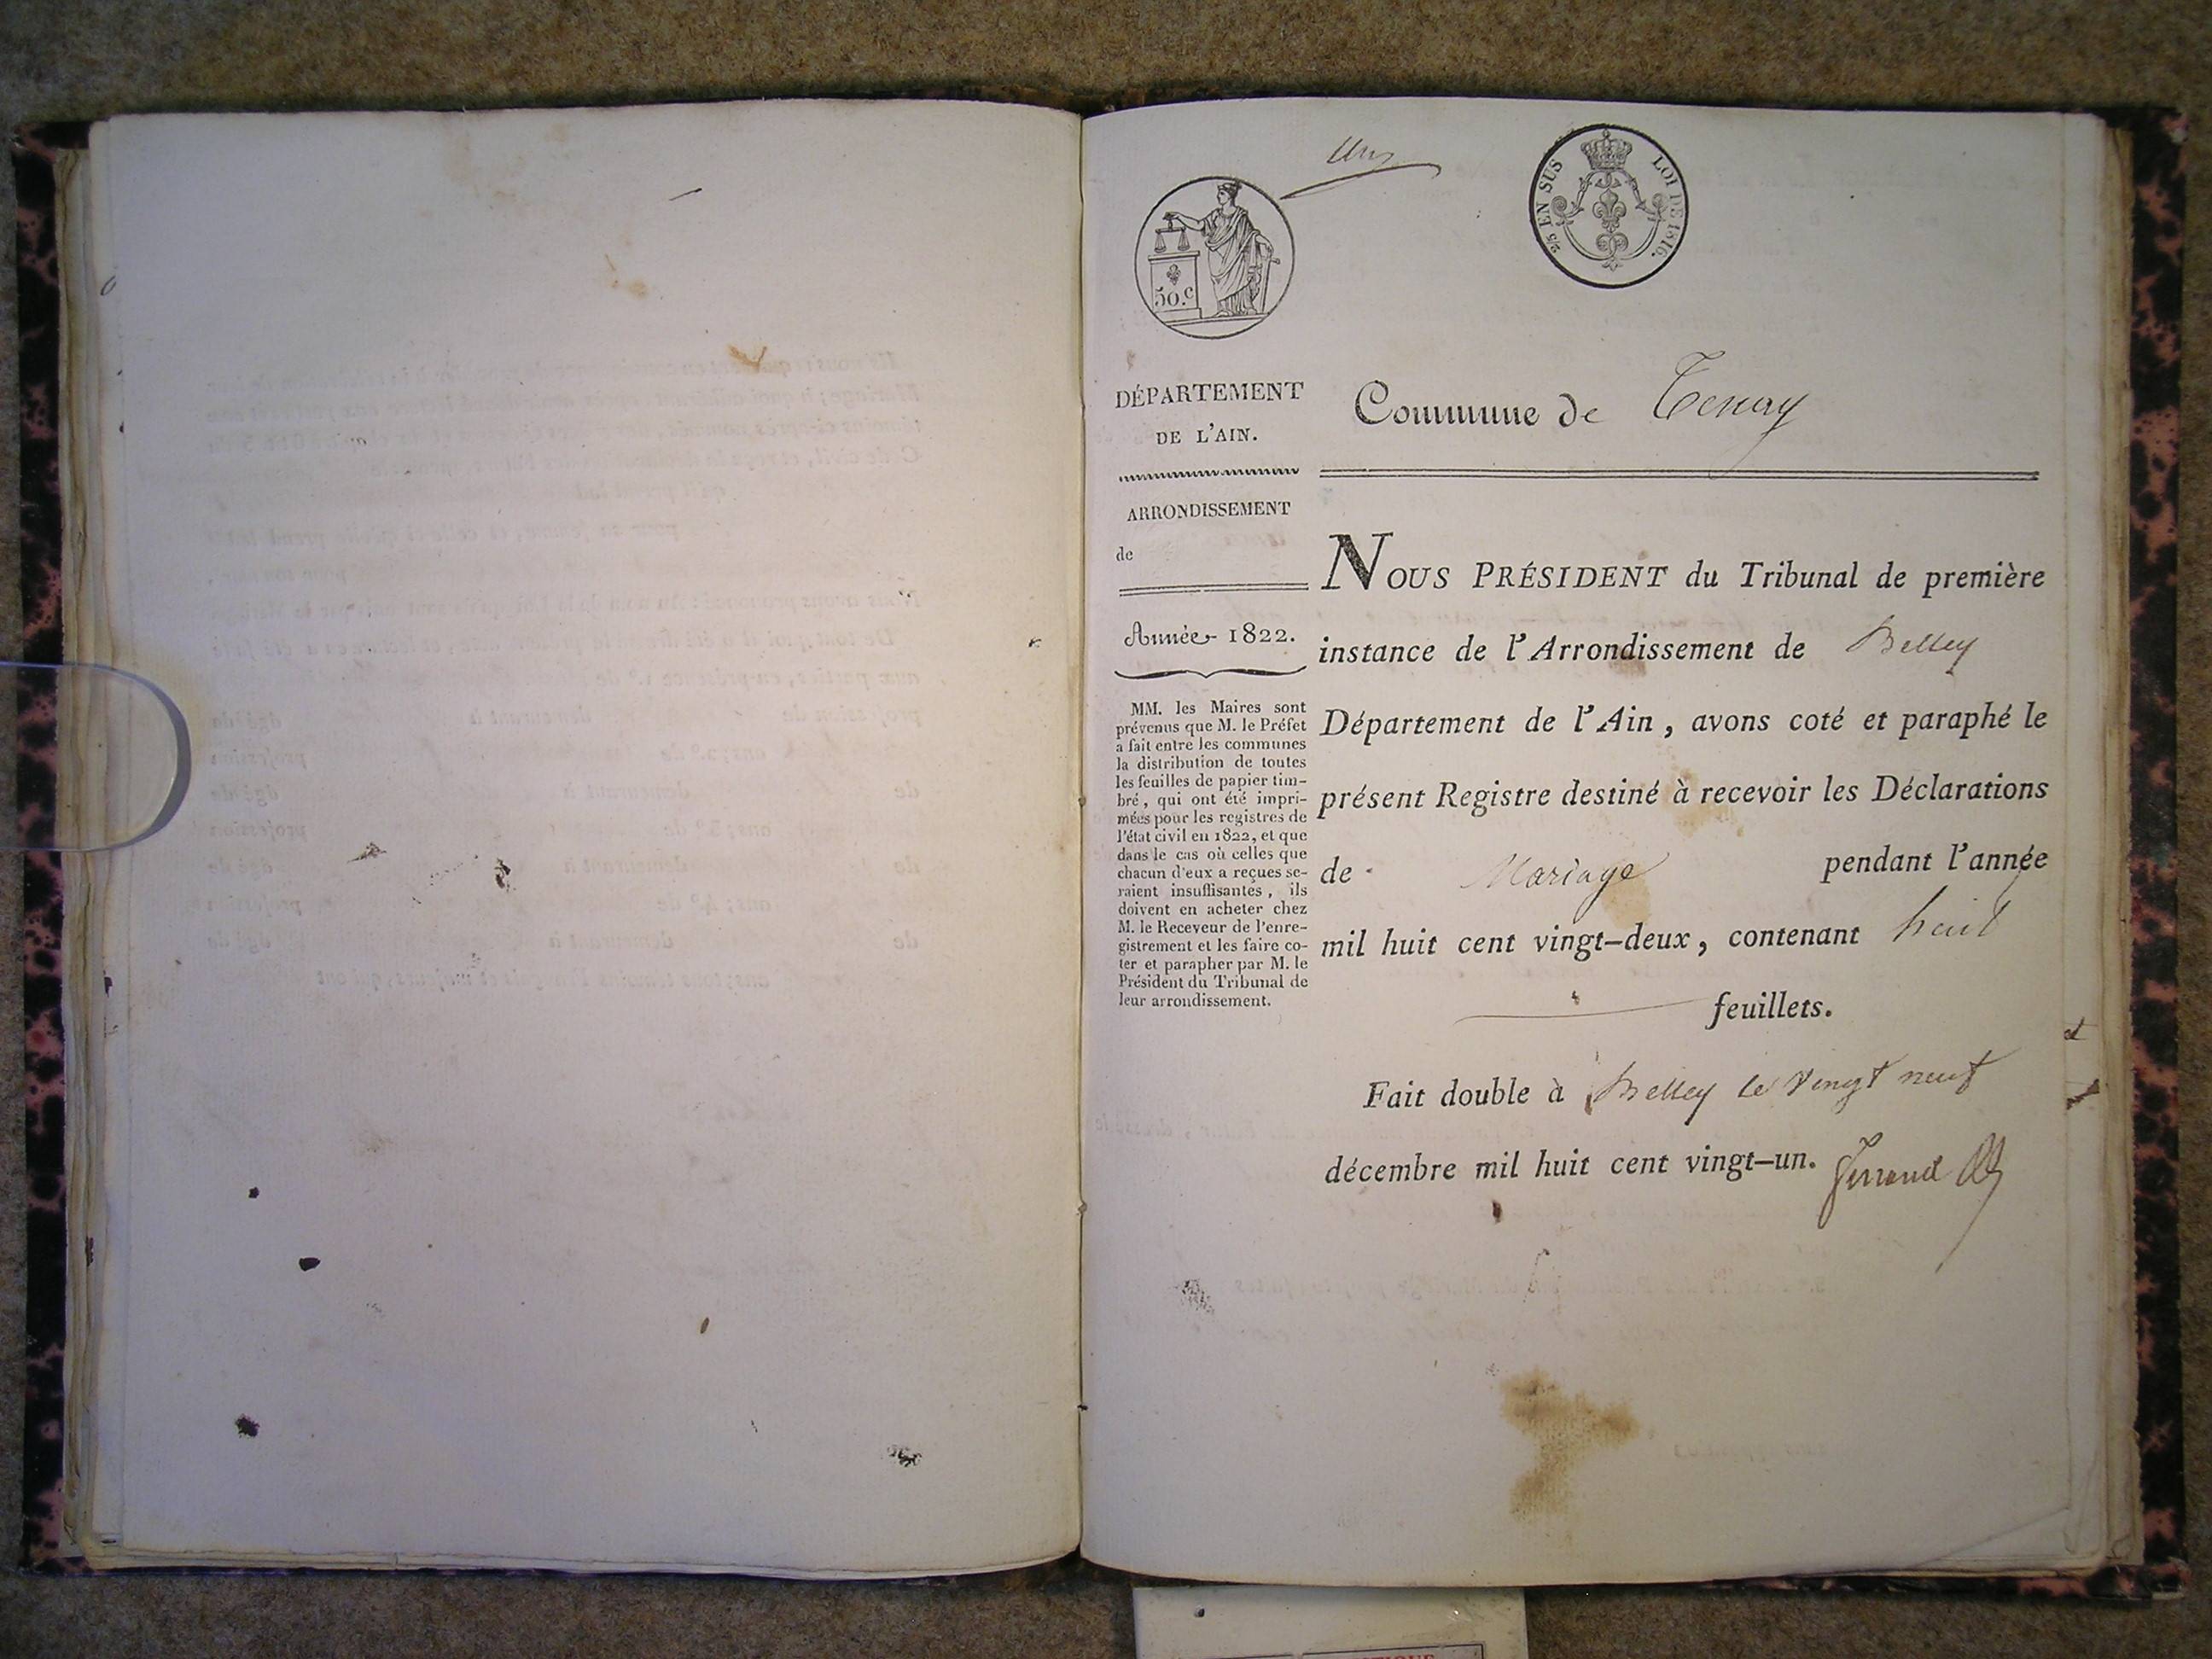 un
50.c
2/5 EN SUS LOI DE 1816.
DÉPARTEMENT
DE L'AIN.
ARRONDISSEMENT
de
Année 1822.
MM. les Maires sont
prévenus que M. le Préfet
a fait entre les communes
la distribution de toutes
les feuilles de papier tim-
bré, qui ont été impri-
mées pour les registres de
l'état civil en 1822, et que
dans le cas où celles que
chacun d'eux a reçues se-
raient insuffisantes, ils
doivent en acheter chez
M. le Receveur de l'enre-
gistrement et les faire co-
ter et parapher par M. le
Président du Tribunal de
leur arrondissement.
Commune de Tenay
NOUS PRÉSIDENT du Tribunal de première
instance de l'Arrondissement de Belley
Département de l'Ain, avons coté et paraphé le
présent Registre destiné à recevoir les Déclarations
de Mariage pendant l'année
mil huit cent vingt-deux, contenant huit
feuillets.
Fait double à Belley le vingt neuf
décembre mil huit cent vingt-un.